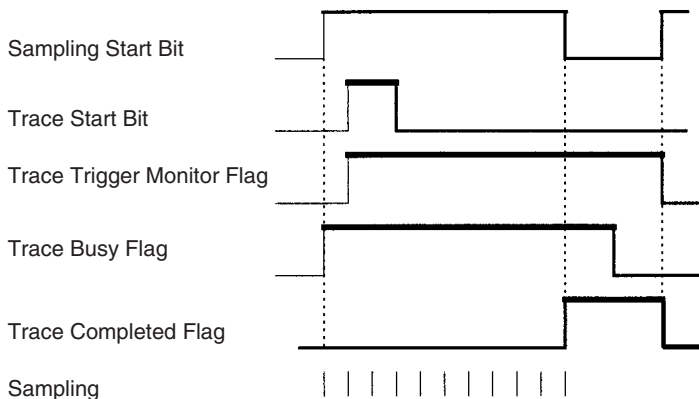 Sampling Start Bit
Trace Start Bit
Trace Trigger Monitor Flag
Trace Busy Flag
Trace Completed Flag
Sampling